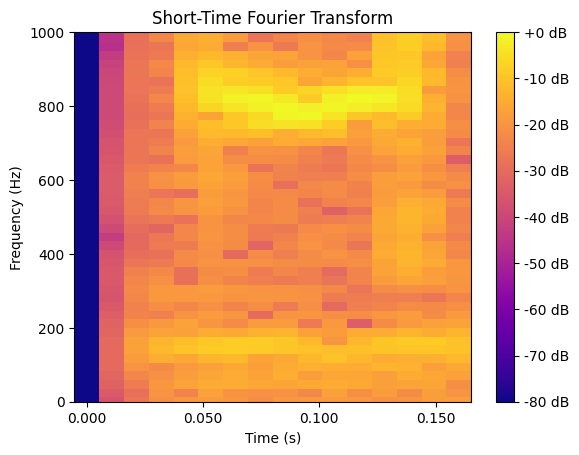 Short-Time Fourier Transform
1000
800
600
400
200
0
Frequency (Hz)
0.000
0.050
0.100
0.150
Time (s)
+0 dB
-10 dB
-20 dB
-30 dB
-40 dB
-50 dB
-60 dB
-70 dB
-80 dB